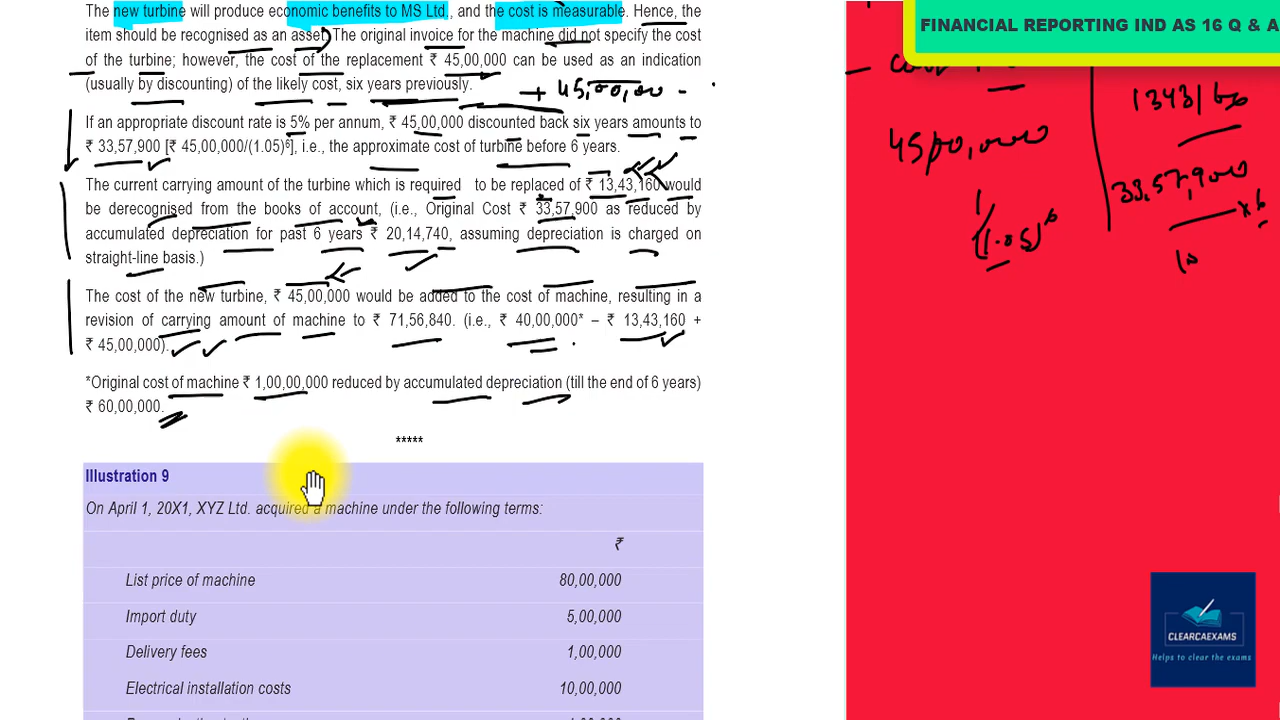 The new turbine will produce economic benefits to MS Ltd., and the cost is measurable. Hence, the
item should be recognised as an asset. The original invoice for the machine did not specify the cost
of the turbine; however, the cost of the replacement ₹ 45,00,000 can be used as an indication
(usually by discounting) of the likely cost, six years previously.
+ 45,00,000 -
If an appropriate discount rate is 5% per annum, ₹ 45,00,000 discounted back six years amounts to
₹ 33,57,900 [₹ 45,00,000/(1.05)⁶], i.e., the approximate cost of turbine before 6 years.
The current carrying amount of the turbine which is required to be replaced of ₹ 13,43,160 would
be derecognised from the books of account, (i.e., Original Cost ₹ 33,57,900 as reduced by
accumulated depreciation for past 6 years ₹ 20,14,740, assuming depreciation is charged on
straight-line basis.)
The cost of the new turbine, ₹ 45,00,000 would be added to the cost of machine, resulting in a
revision of carrying amount of machine to ₹ 71,56,840. (i.e., ₹ 40,00,000* – ₹ 13,43,160 +
₹ 45,00,000).
*Original cost of machine ₹ 1,00,00,000 reduced by accumulated depreciation (till the end of 6 years)
₹ 60,00,000.
*****
Illustration 9
On April 1, 20X1, XYZ Ltd. acquired a machine under the following terms:
₹
List price of machine 80,00,000
Import duty 5,00,000
Delivery fees 1,00,000
Electrical installation costs 10,00,000
FINANCIAL REPORTING IND AS 16 Q & A
1343160
4500,000
33,57,900
x 6
10
1
(1.05)⁶
CLEARCAEXAMS
Helps to clear the exams